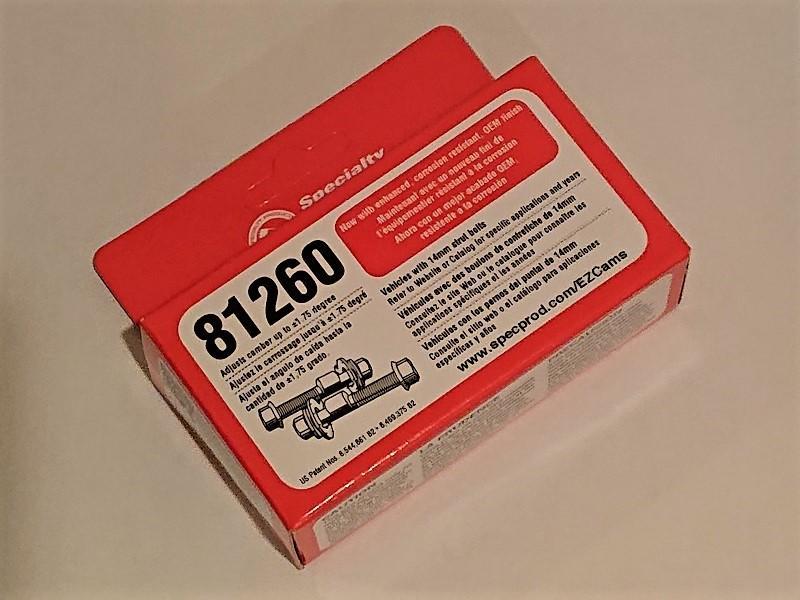 Specialty
81260
Adjusts camber up to ±1.75 degree
Ajustez le carrossage jusqu'à ±1.75 degré
Ajusta el angulo de caida hasta la
cantidad de ±1.75 grado.
US Patent Nos. 6,544,861 B2 * 6,469,375 B2
Now with enhanced, corrosion resistant, OEM finish
Maintenant avec un nouveau fini de
l'équipementier résistant à la corrosion
Ahora con un mejor acabado OEM,
resistente a la corrosión
Vehicles with 14mm strut bolts
Refer to Website or Catalog for specific applications and years
Véhicules avec des boulons de contrefiche de 14mm
Consultez le site Web ou le catalogue pour connaître les
applications spécifiques et les années
Vehiculos con los pernos del puntal de 14mm
Consulte el sitio web o el catálogo para aplicaciones
específicas y años
www.specprod.com/EZCams